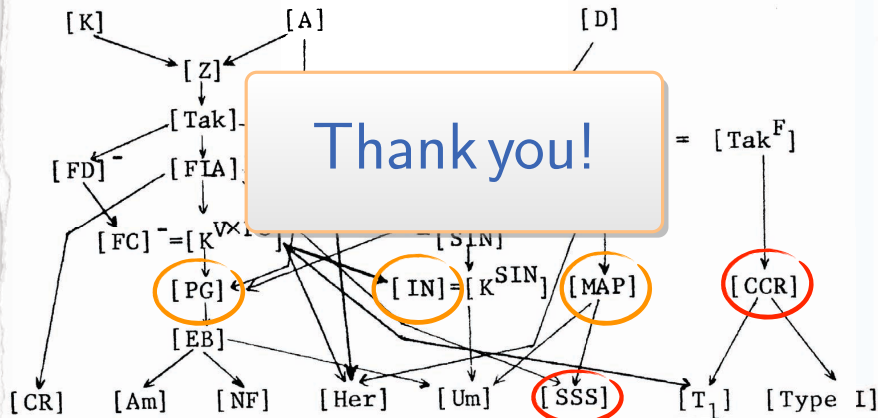 [K] [A] [D]
[Z]
[Tak]
Thank you!
= [Tak^F]
[FD]^- [FIA]
[FC]^-=[K^V×
[SIN]
[PG] [IN]=[K^SIN] [MAP] [CCR]
[EB]
[CR] [Am] [NF] [Her] [Um] [SSS] [T_1] [Type I]